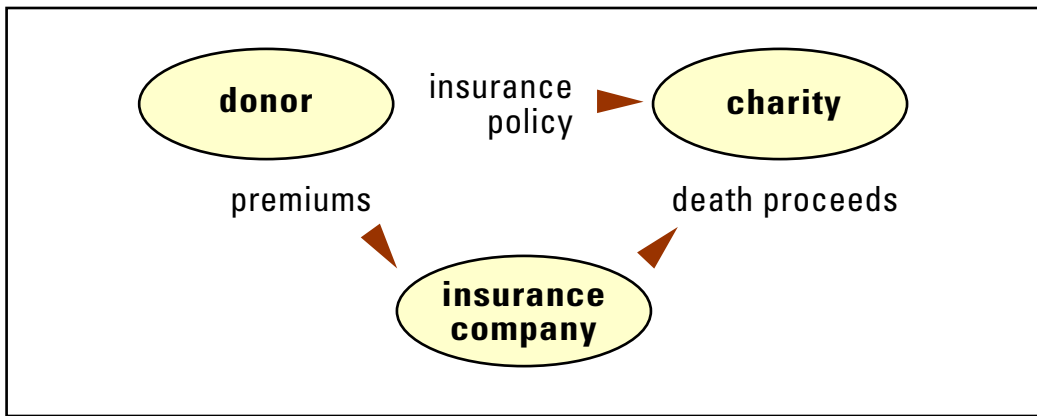 donor
insurance
policy
charity
premiums
death proceeds
insurance
company